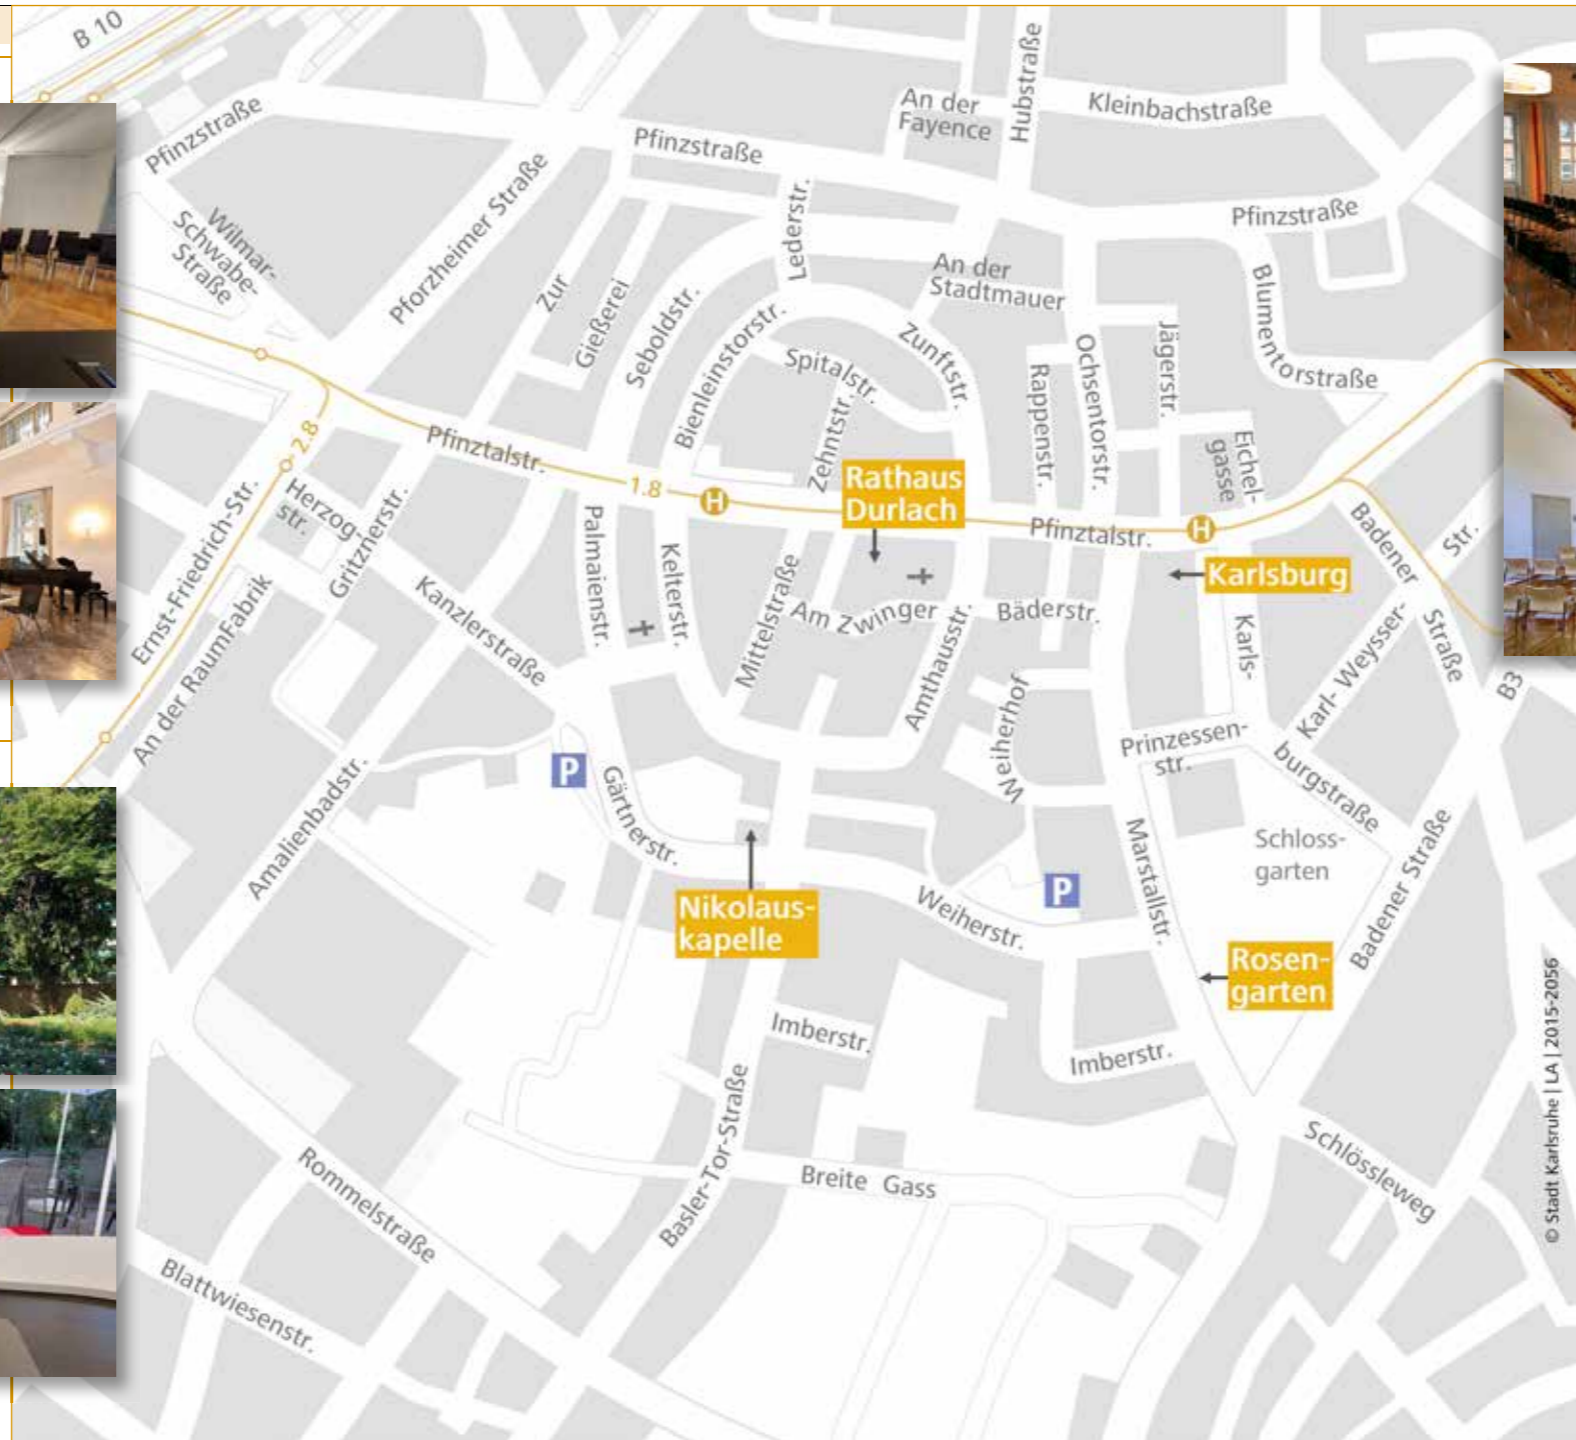 B 10
Hubstraße
An der
Fayence
Kleinbachstraße
Pfinzstraße
Pfinzstraße
Pfinzstraße
Wilmar-
Schwabe-
Straße
Pforzheimer Straße
Zur
Gießerei
Lederstr.
Seboldstr.
Bienleinstorstr.
An der
Stadtmauer
Zunftstr.
Spitalstr.
Zehntstr.
Rappenstr.
Ochsentorstr.
Jägerstr.
Blumentorstraße
Eichel-
gasse
2.8
Pfinztalstr.
1.8
H
Rathaus
Durlach
Pfinztalstr.
H
Karlsburg
Ernst-Friedrich-Str.
Herzog-
str.
Gritznerstr.
An der RaumFabrik
Kanzlerstraße
Palmaienstr.
Kelterstr.
Mittelstraße
Am Zwinger
Amthausstr.
Bäderstr.
Weiherhof
Karls-
burgstraße
Karl- Weysser-
Str.
Badener
Straße
B3
Prinzessen-
str.
P
Gärtnerstr.
Amalienbadstr.
Nikolaus-
kapelle
Weiherstr.
P
Marstallstr.
Schloss-
garten
Badener Straße
Rosen-
garten
Imberstr.
Imberstr.
Basler-Tor-Straße
Breite Gass
Schlössleweg
Rommelstraße
Blattwiesenstr.
© Stadt Karlsruhe | LA | 2015-2056